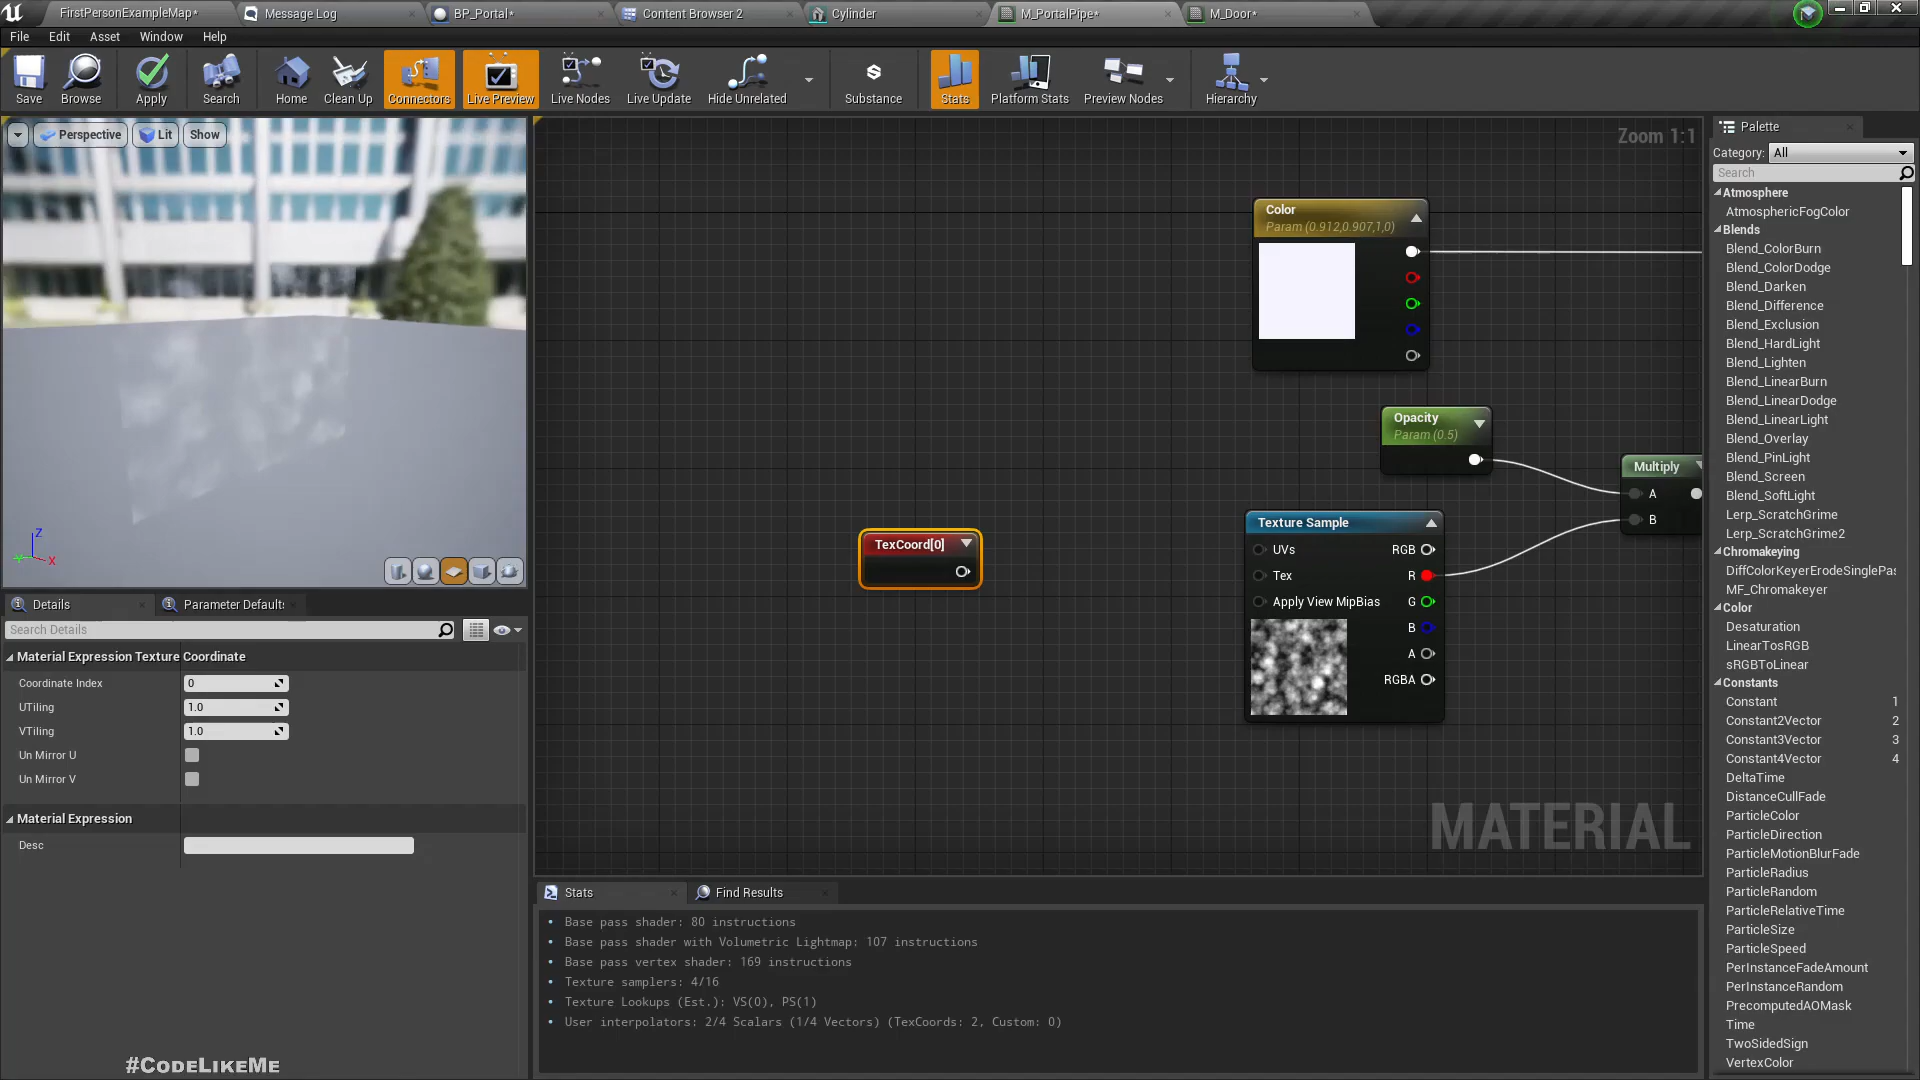 FirstPersonExampleMap*
Message Log
BP_Portal*
Content Browser 2
Cylinder
M_PortalPipe*
M_Door*
File
Edit
Asset
Window
Help
Save
Browse
Apply
Search
Home
Clean Up
Connectors
Live Preview
Live Nodes
Live Update
Hide Unrelated
Substance
Stats
Platform Stats
Preview Nodes
Hierarchy
Perspective
Lit
Show
Z
X
Zoom 1:1
Color
Param (0.912,0.907,1,0)
Opacity
Param (0.5)
Multiply
A
B
TexCoord[0]
Texture Sample
UVs
RGB
Tex
R
Apply View MipBias
G
B
A
RGBA
MATERIAL
Details
Parameter Default:
Search Details
Material Expression Texture Coordinate
Coordinate Index
0
UTiling
1.0
VTiling
1.0
Un Mirror U
Un Mirror V
Material Expression
Desc
#CodeLikeMe
Stats
Find Results
• Base pass shader: 80 instructions
• Base pass shader with Volumetric Lightmap: 107 instructions
• Base pass vertex shader: 169 instructions
• Texture samplers: 4/16
• Texture Lookups (Est.): VS(0), PS(1)
• User interpolators: 2/4 Scalars (1/4 Vectors) (TexCoords: 2, Custom: 0)
Palette
Category: All
Search
Atmosphere
AtmosphericFogColor
Blends
Blend_ColorBurn
Blend_ColorDodge
Blend_Darken
Blend_Difference
Blend_Exclusion
Blend_HardLight
Blend_Lighten
Blend_LinearBurn
Blend_LinearDodge
Blend_LinearLight
Blend_Overlay
Blend_PinLight
Blend_Screen
Blend_SoftLight
Lerp_ScratchGrime
Lerp_ScratchGrime2
Chromakeying
DiffColorKeyerErodeSinglePas
MF_Chromakeyer
Color
Desaturation
LinearTosRGB
sRGBToLinear
Constants
Constant 1
Constant2Vector 2
Constant3Vector 3
Constant4Vector 4
DeltaTime
DistanceCullFade
ParticleColor
ParticleDirection
ParticleMotionBlurFade
ParticleRadius
ParticleRandom
ParticleRelativeTime
ParticleSize
ParticleSpeed
PerInstanceFadeAmount
PerInstanceRandom
PrecomputedAOMask
Time
TwoSidedSign
VertexColor